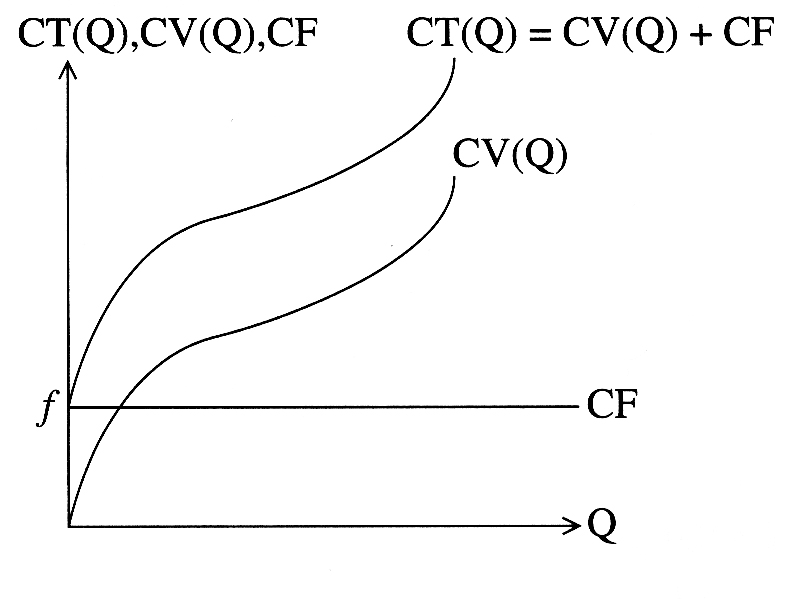 CT(Q),CV(Q),CF
CT(Q) = CV(Q) + CF
CV(Q)
f
CF
Q